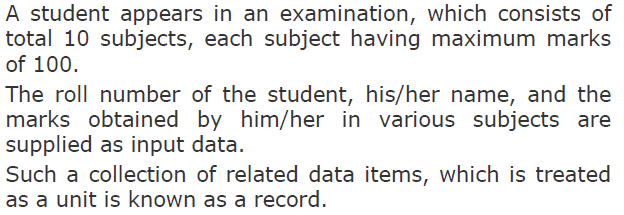 A student appears in an examination, which consists of
total 10 subjects, each subject having maximum marks
of 100.
The roll number of the student, his/her name, and the
marks obtained by him/her in various subjects are
supplied as input data.
Such a collection of related data items, which is treated
as a unit is known as a record.